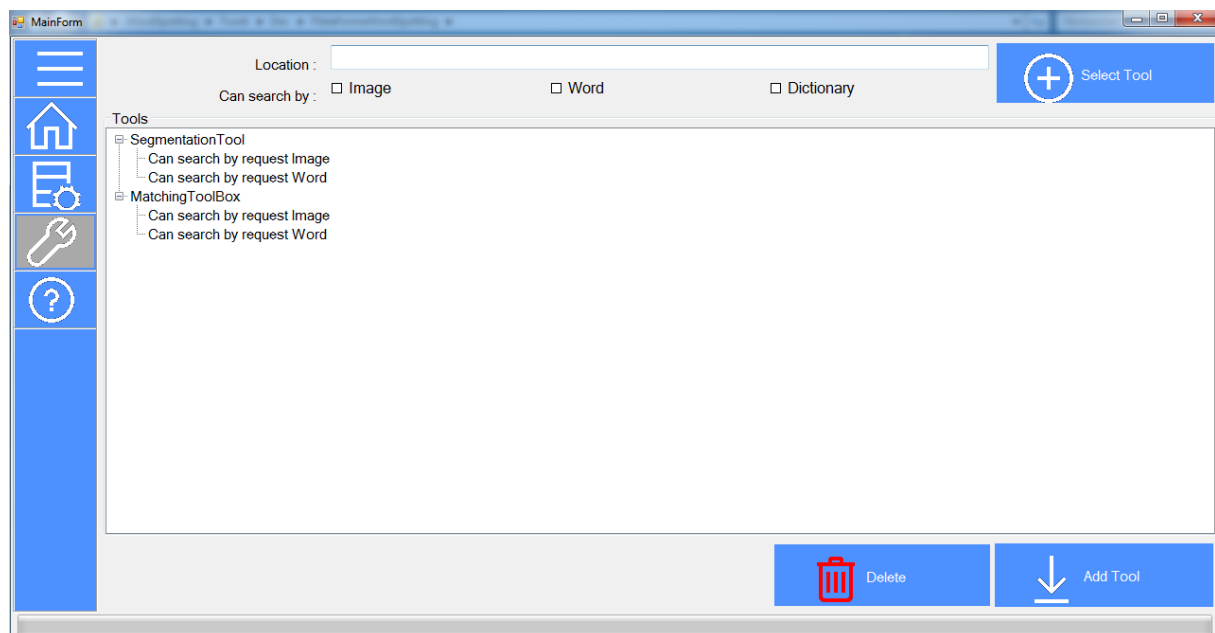 MainForm
Location :
Select Tool
Can search by :
Image
Word
Dictionary
Tools
SegmentationTool
Can search by request Image
Can search by request Word
MatchingToolBox
Can search by request Image
Can search by request Word
?
Delete
Add Tool